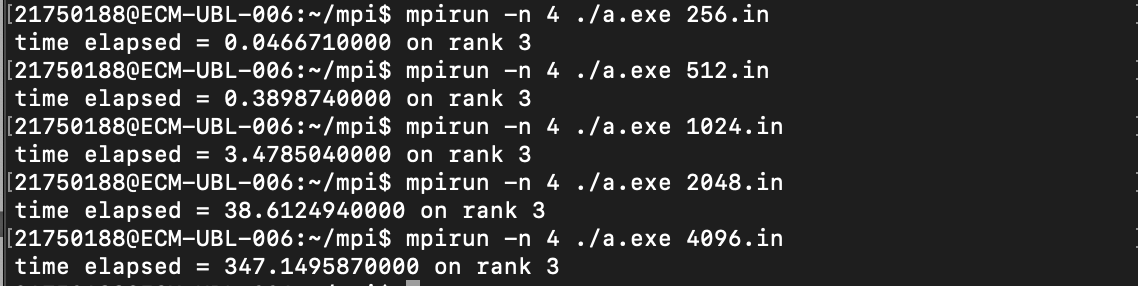 [21750188@ECM-UBL-006:~/mpi$ mpirun -n 4 ./a.exe 256.in
time elapsed = 0.0466710000 on rank 3
[21750188@ECM-UBL-006:~/mpi$ mpirun -n 4 ./a.exe 512.in
time elapsed = 0.3898740000 on rank 3
[21750188@ECM-UBL-006:~/mpi$ mpirun -n 4 ./a.exe 1024.in
time elapsed = 3.4785040000 on rank 3
[21750188@ECM-UBL-006:~/mpi$ mpirun -n 4 ./a.exe 2048.in
time elapsed = 38.6124940000 on rank 3
[21750188@ECM-UBL-006:~/mpi$ mpirun -n 4 ./a.exe 4096.in
time elapsed = 347.1495870000 on rank 3